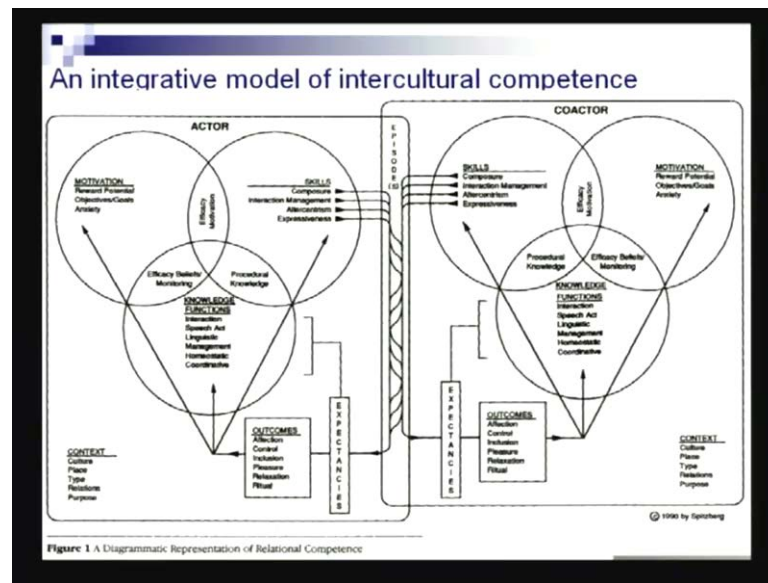 An integrative model of intercultural competence
ACTOR
MOTIVATION
Reward Potential
Objectives/Goals
Anxiety
Efficacy
Motivation
SKILLS
Composure
Interaction Management
Altercentrism
Expressiveness
Efficacy Beliefs/
Monitoring
Procedural
Knowledge
KNOWLEDGE
FUNCTIONS
Interaction
Speech Act
Linguistic
Management
Homeostatic
Coordinative
OUTCOMES
Affection
Control
Inclusion
Pleasure
Relaxation
Ritual
EXPECTANCIES
CONTEXT
Culture
Place
Type
Relations
Purpose
EPISODE(S)
COACTOR
SKILLS
Composure
Interaction Management
Altercentrism
Expressiveness
Efficacy
Motivation
MOTIVATION
Reward Potential
Objectives/Goals
Anxiety
Procedural
Knowledge
Efficacy Beliefs/
Monitoring
KNOWLEDGE
FUNCTIONS
Interaction
Speech Act
Linguistic
Management
Homeostatic
Coordinative
EXPECTANCIES
OUTCOMES
Affection
Control
Inclusion
Pleasure
Relaxation
Ritual
CONTEXT
Culture
Place
Type
Relations
Purpose
© 1990 by Spitzberg
Figure 1 A Diagrammatic Representation of Relational Competence